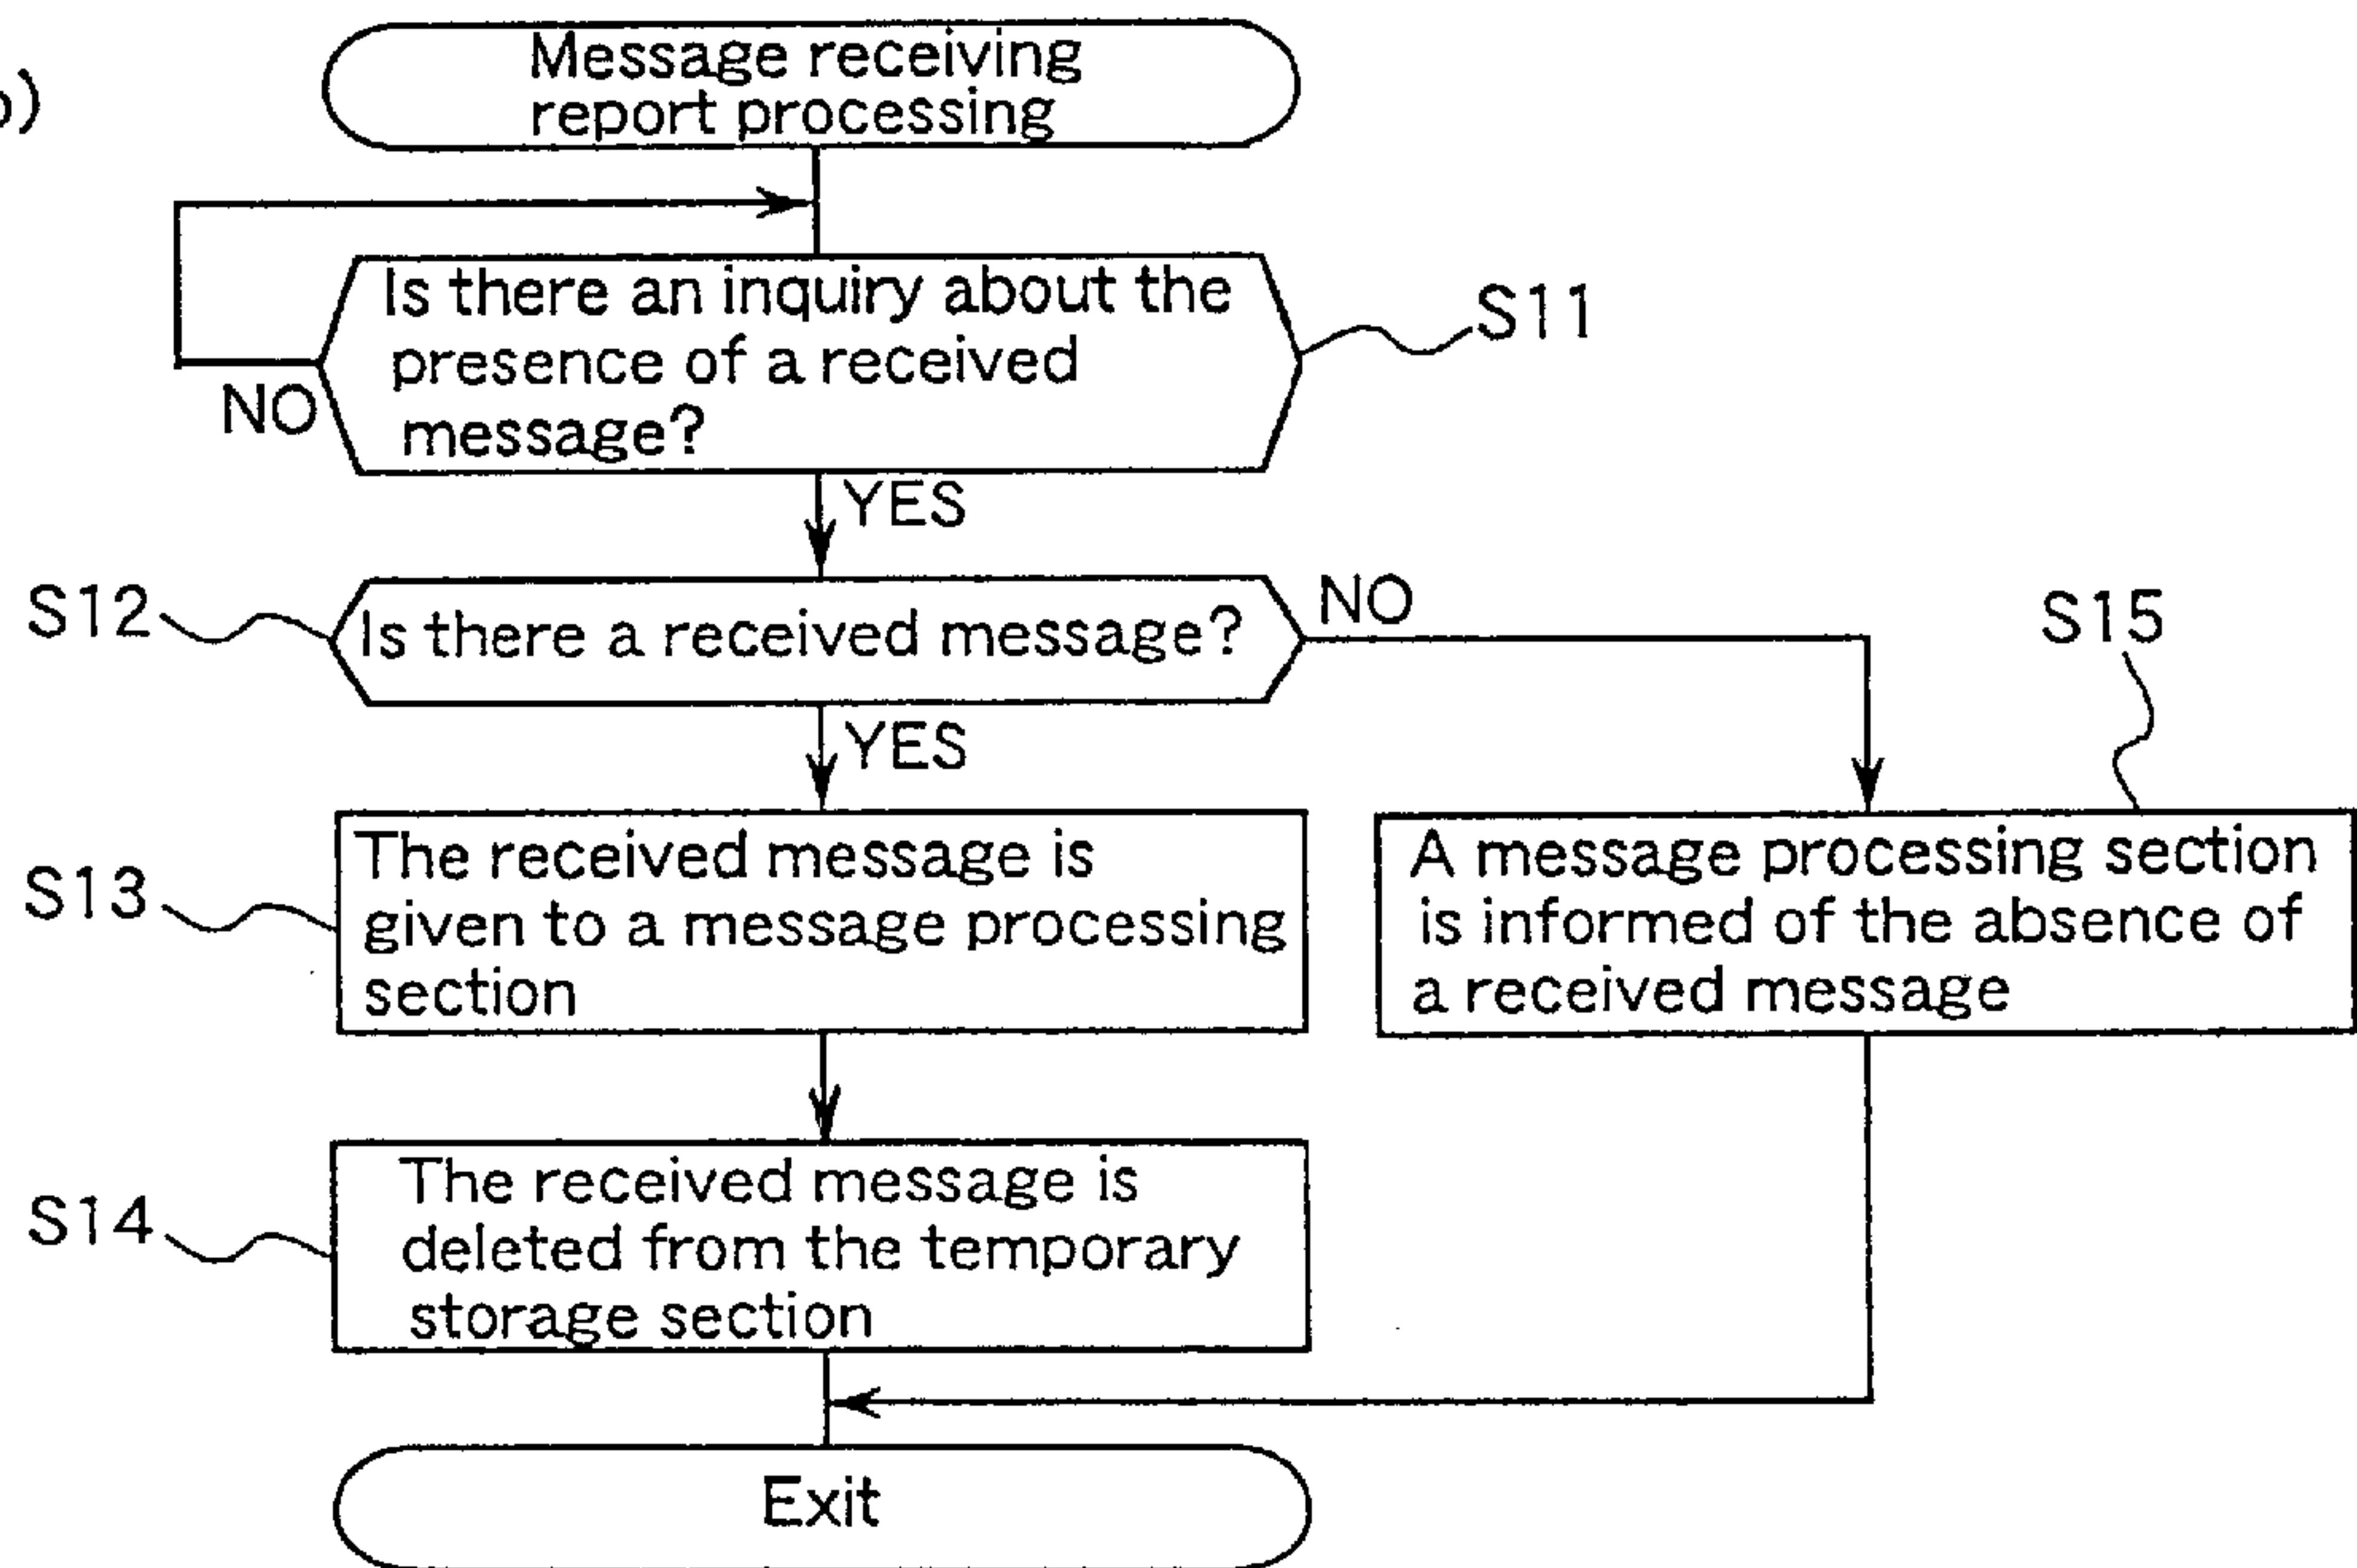 Message receiving
report processing
Is there an inquiry about the
presence of a received
message?
S11
NO
YES
S12
Is there a received message?
NO
S15
YES
S13
The received message is
given to a message processing
section
A message processing section
is informed of the absence of
a received message
S14
The received message is
deleted from the temporary
storage section
Exit